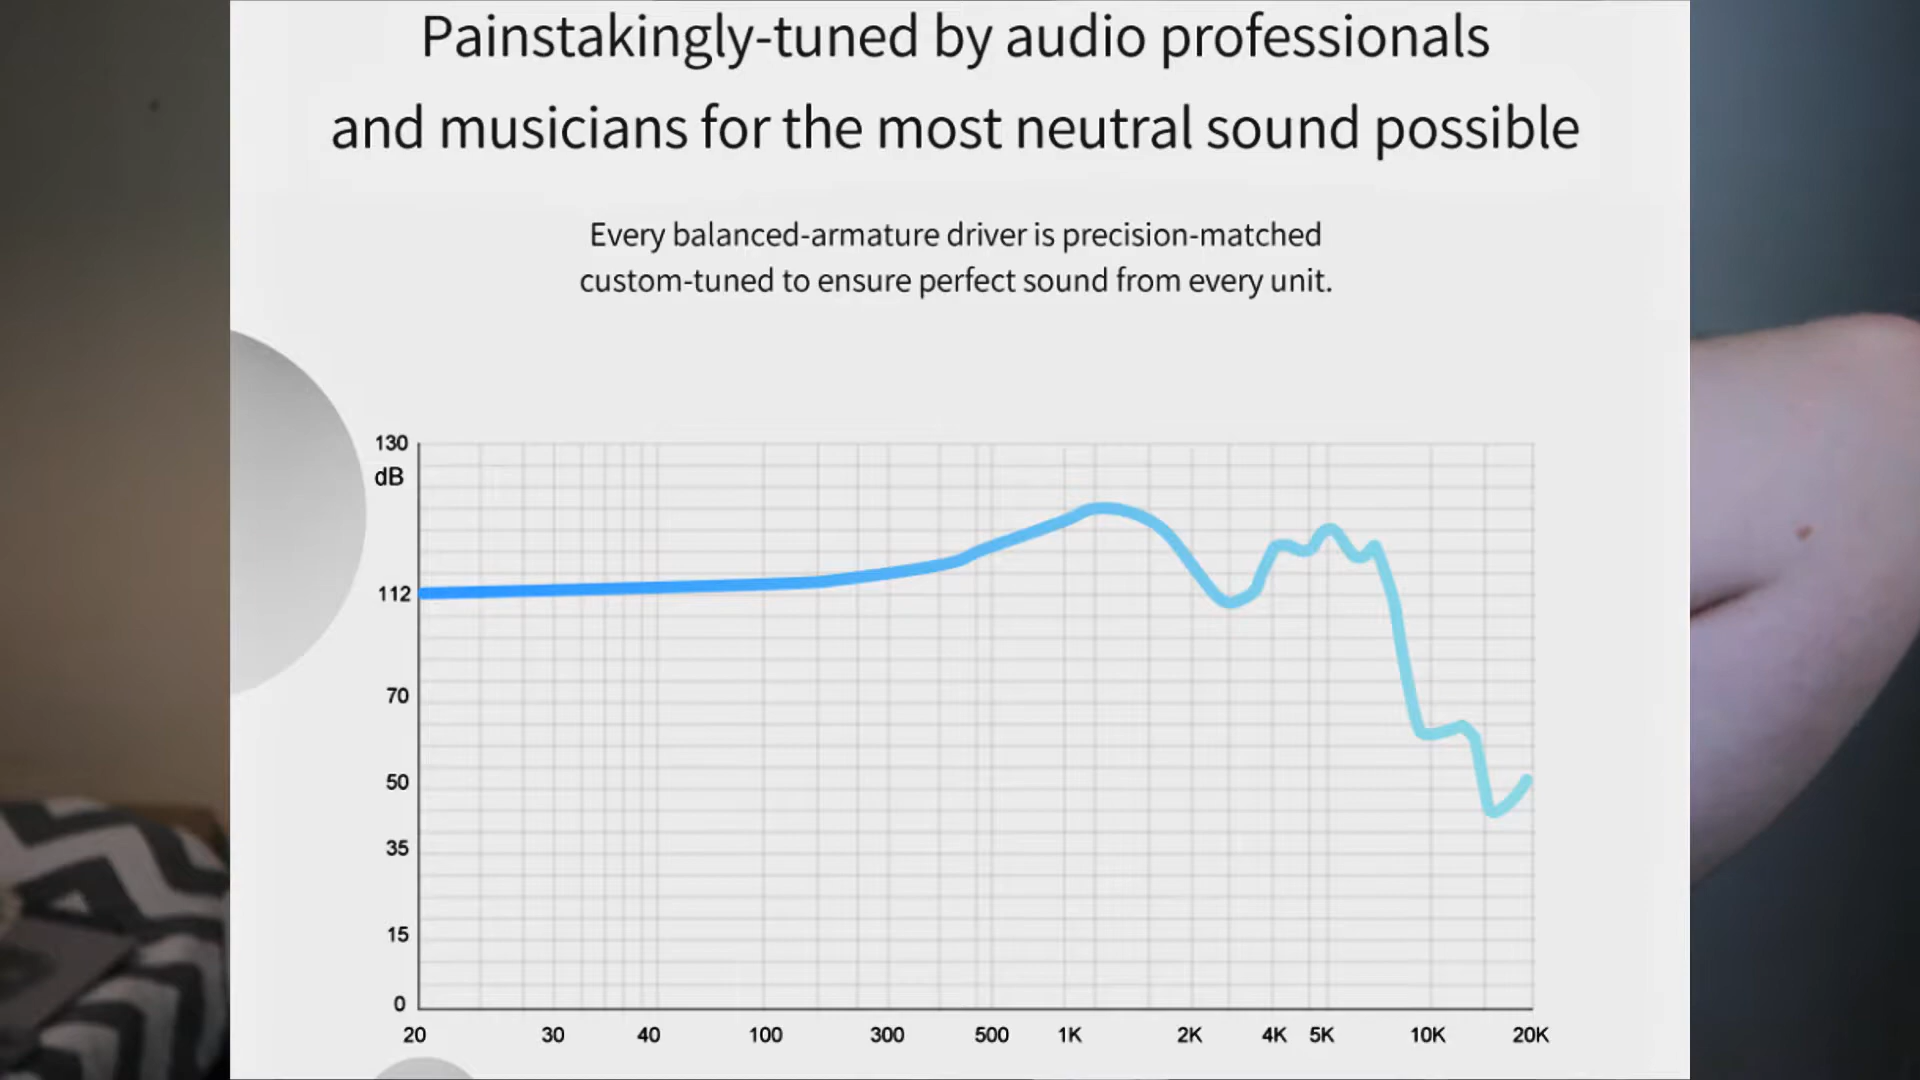 Painstakingly-tuned by audio professionals
and musicians for the most neutral sound possible
Every balanced-armature driver is precision-matched
custom-tuned to ensure perfect sound from every unit.
130
dB
112
70
50
35
15
0
20 30 40 100 300 500 1K 2K 4K 5K 10K 20K